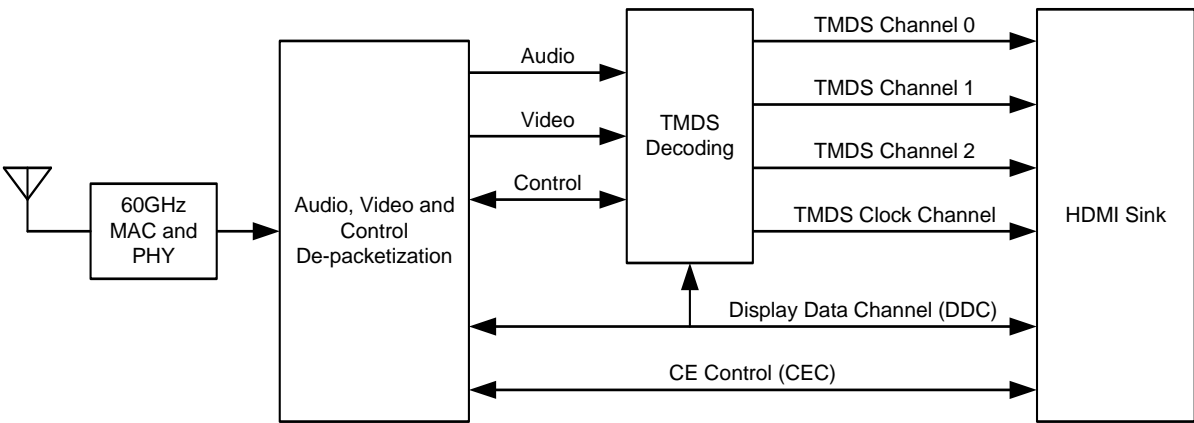 60GHz
MAC and
PHY
Audio, Video and
Control
De-packetization
Audio
Video
Control
TMDS
Decoding
TMDS Channel 0
TMDS Channel 1
TMDS Channel 2
TMDS Clock Channel
Display Data Channel (DDC)
CE Control (CEC)
HDMI Sink